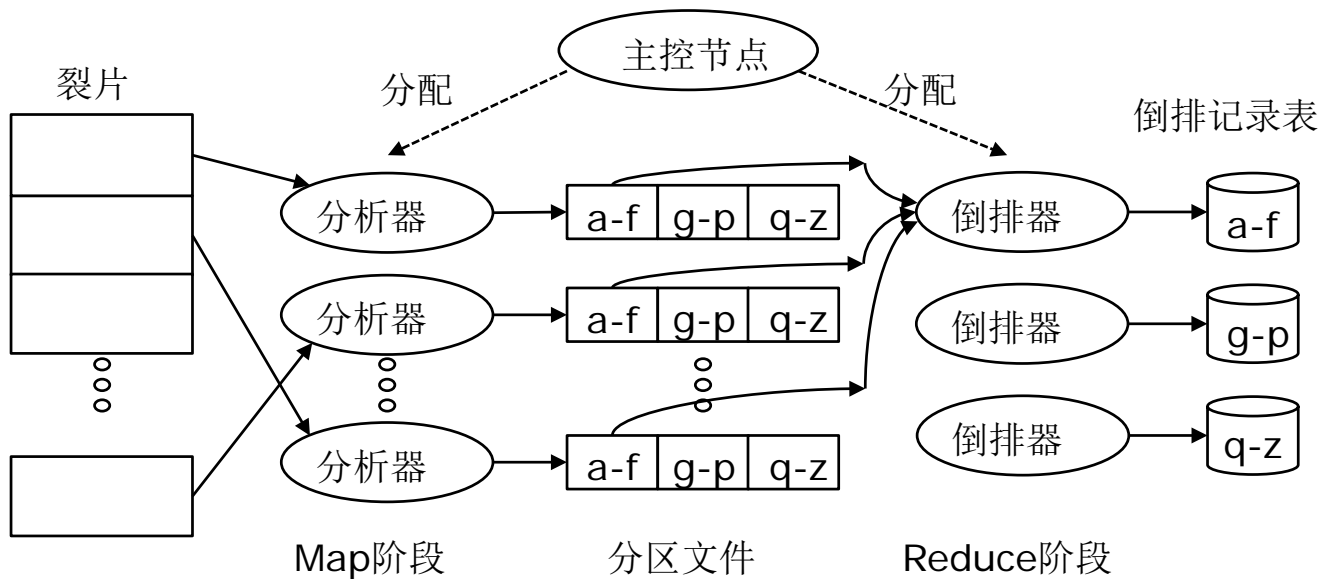 主控节点
裂片
分配
分配
倒排记录表
分析器
a-f
g-p
q-z
倒排器
a-f
分析器
a-f
g-p
q-z
倒排器
g-p
分析器
a-f
g-p
q-z
倒排器
q-z
Map阶段
分区文件
Reduce阶段